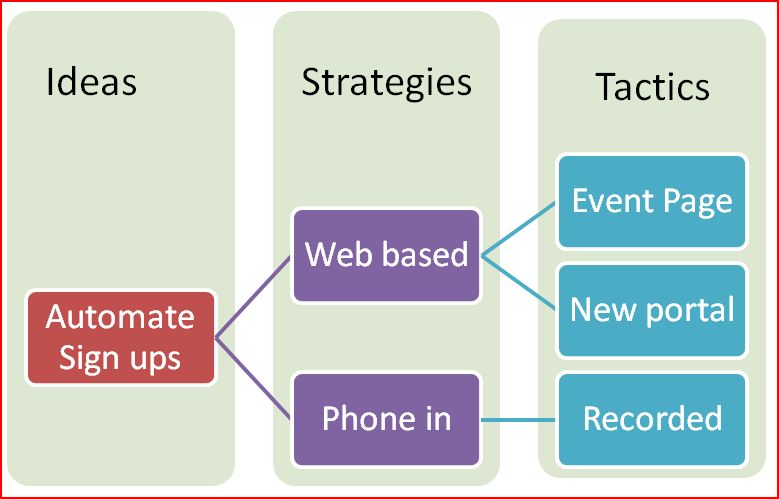 Ideas
Strategies
Tactics
Automate
Sign ups
Web based
Phone in
Event Page
New portal
Recorded